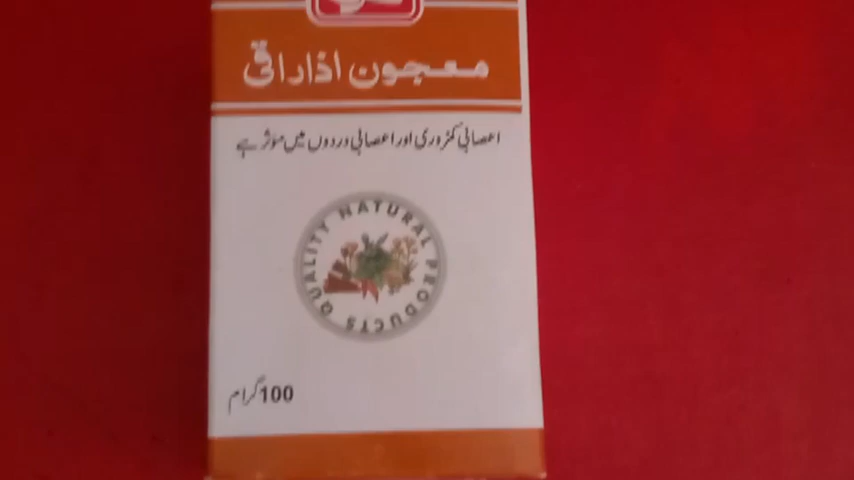 معجون اذاراقی
اعصابی کمزوری اور اعصابی دردوں میں مؤثر ہے
QUALITY NATURAL PRODUCTS
100 گرام